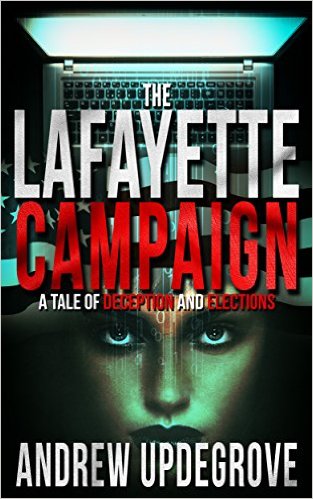 THE
LAFAYETTE
CAMPAIGN
A TALE OF DECEPTION AND ELECTIONS
ANDREW UPDEGROVE